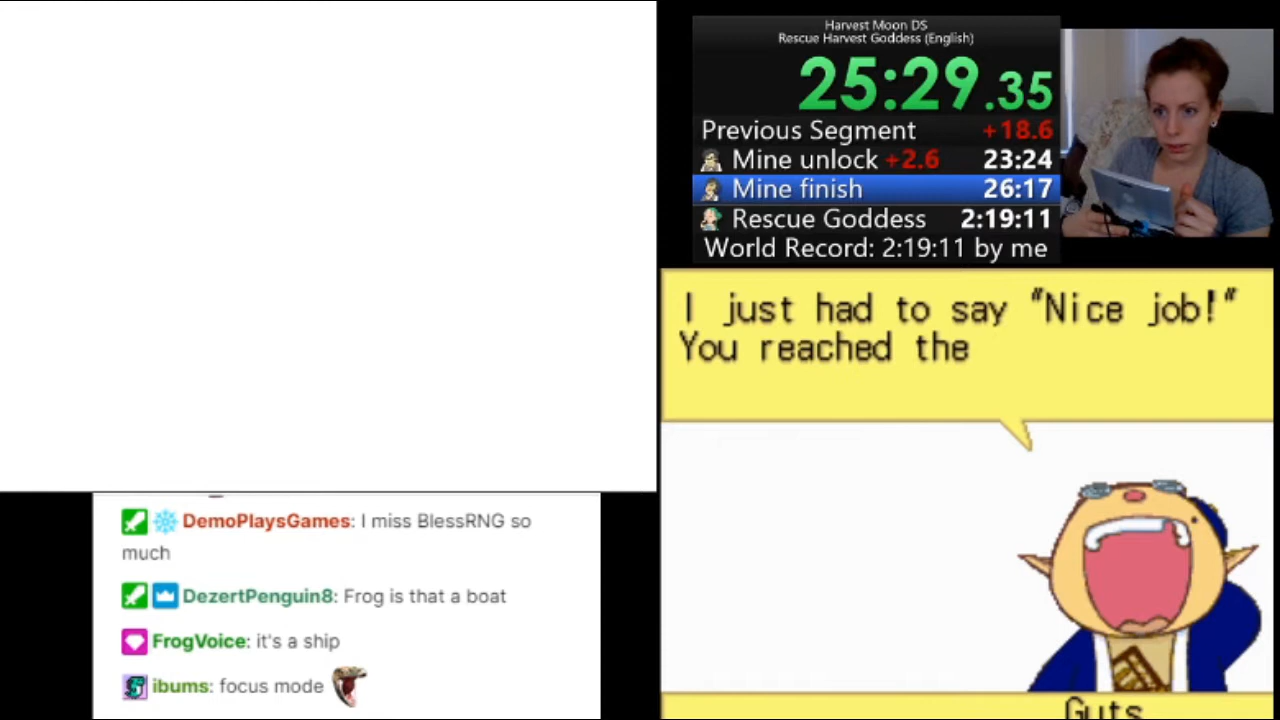 Harvest Moon DS
Rescue Harvest Goddess (English)
25:29.35
Previous Segment +18.6
Mine unlock +2.6 23:24
Mine finish 26:17
Rescue Goddess 2:19:11
World Record: 2:19:11 by me
I just had to say "Nice job!"
You reached the
Guts
DemoPlaysGames: I miss BlessRNG so
much
DezertPenguin8: Frog is that a boat
FrogVoice: it's a ship
ibums: focus mode